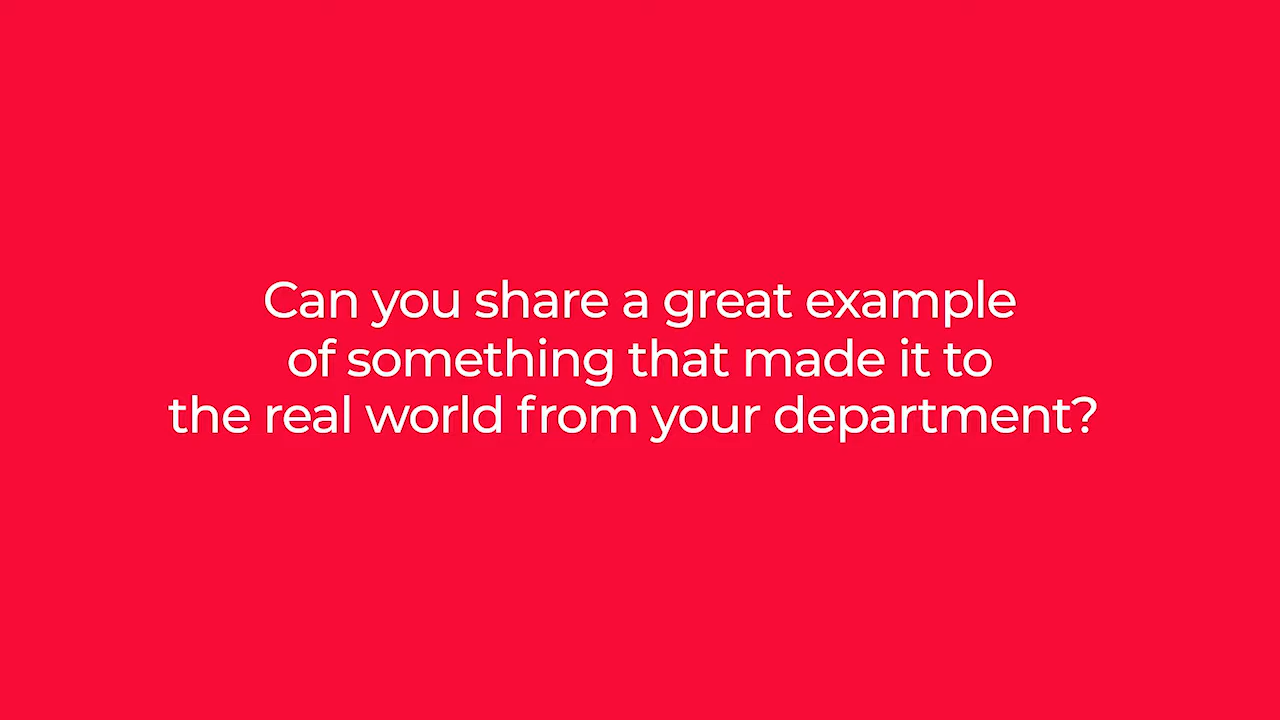 Can you share a great example
of something that made it to
the real world from your department?